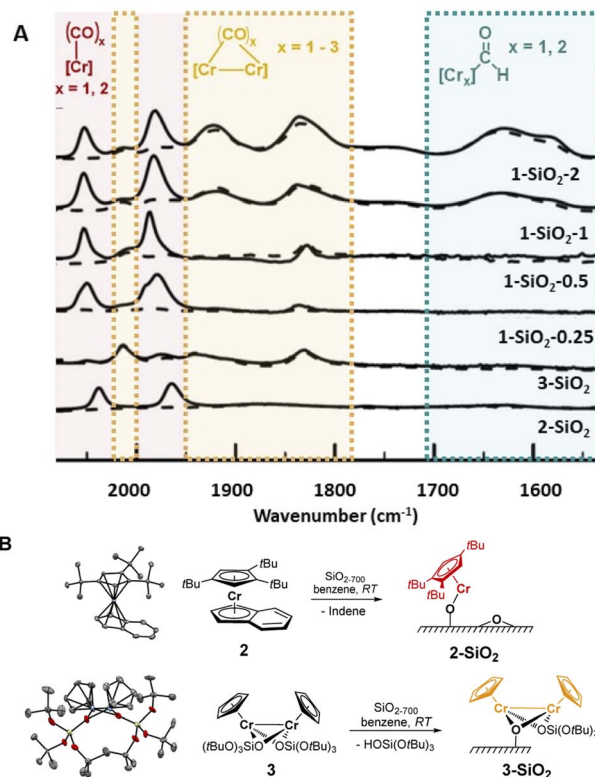 A
(CO)x
[Cr]
x = 1, 2
(CO)x
x = 1 - 3
[Cr Cr]
O
x = 1, 2
C
[Crx] H
1-SiO2-2
1-SiO2-1
1-SiO2-0.5
1-SiO2-0.25
3-SiO2
2-SiO2
2000 1900 1800 1700 1600
Wavenumber (cm-1)
B
tBu
tBu tBu
Cr
2
SiO2-700
benzene, RT
- Indene
tBu
tBu tBu
Cr
O
O
2-SiO2
Cr Cr
(tBuO)3SiO OSi(OtBu)3
3
SiO2-700
benzene, RT
- HOSi(OtBu)3
Cr Cr
O OSi(OtBu)3
3-SiO2